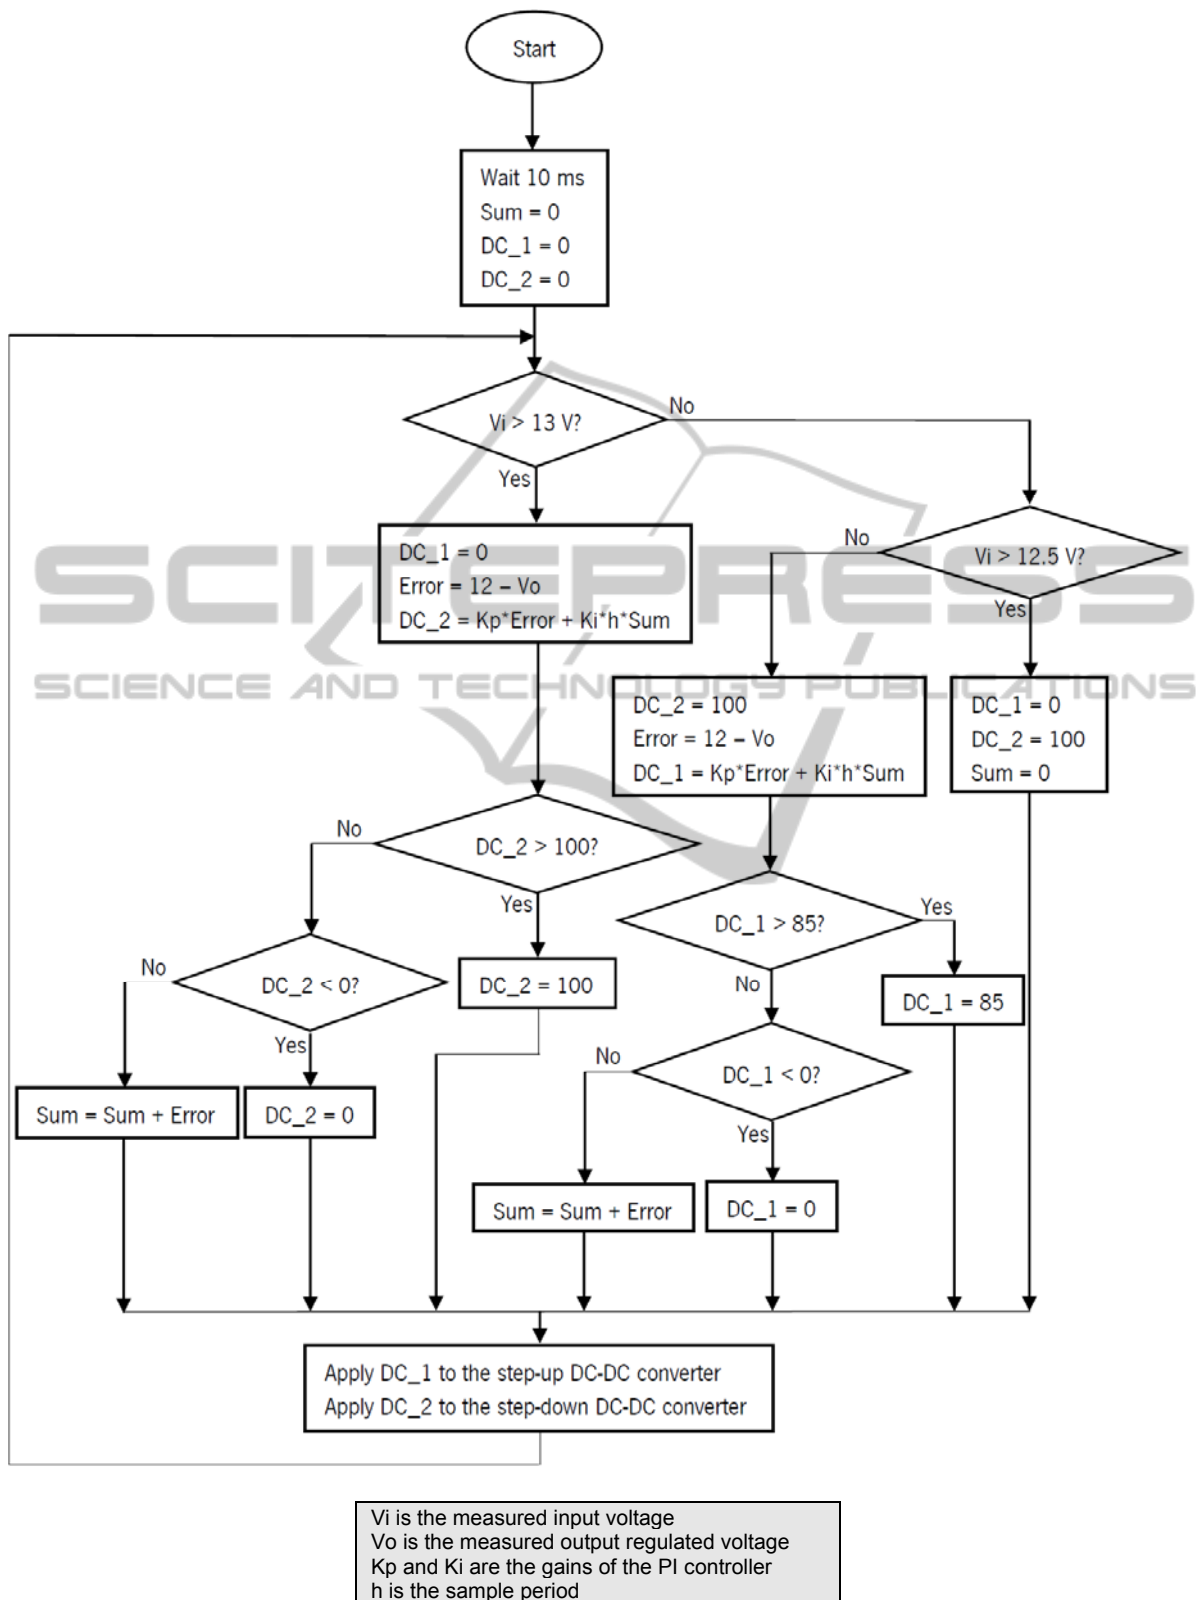 Start
Wait 10 ms
Sum = 0
DC_1 = 0
DC_2 = 0
Vi > 13 V?
No
Yes
DC_1 = 0
Error = 12 – Vo
DC_2 = Kp*Error + Ki*h*Sum
No
Vi > 12.5 V?
Yes
SCITEPRESS
SCIENCE AND TECHNOLOGY PUBLICATIONS
DC_2 = 100
Error = 12 – Vo
DC_1 = Kp*Error + Ki*h*Sum
DC_1 = 0
DC_2 = 100
Sum = 0
No
DC_2 > 100?
Yes
DC_1 > 85?
Yes
No
No
DC_2 < 0?
Yes
DC_2 = 100
DC_1 = 85
No
DC_1 < 0?
Yes
Sum = Sum + Error
DC_2 = 0
Sum = Sum + Error
DC_1 = 0
Apply DC_1 to the step-up DC-DC converter
Apply DC_2 to the step-down DC-DC converter
Vi is the measured input voltage
Vo is the measured output regulated voltage
Kp and Ki are the gains of the PI controller
h is the sample period